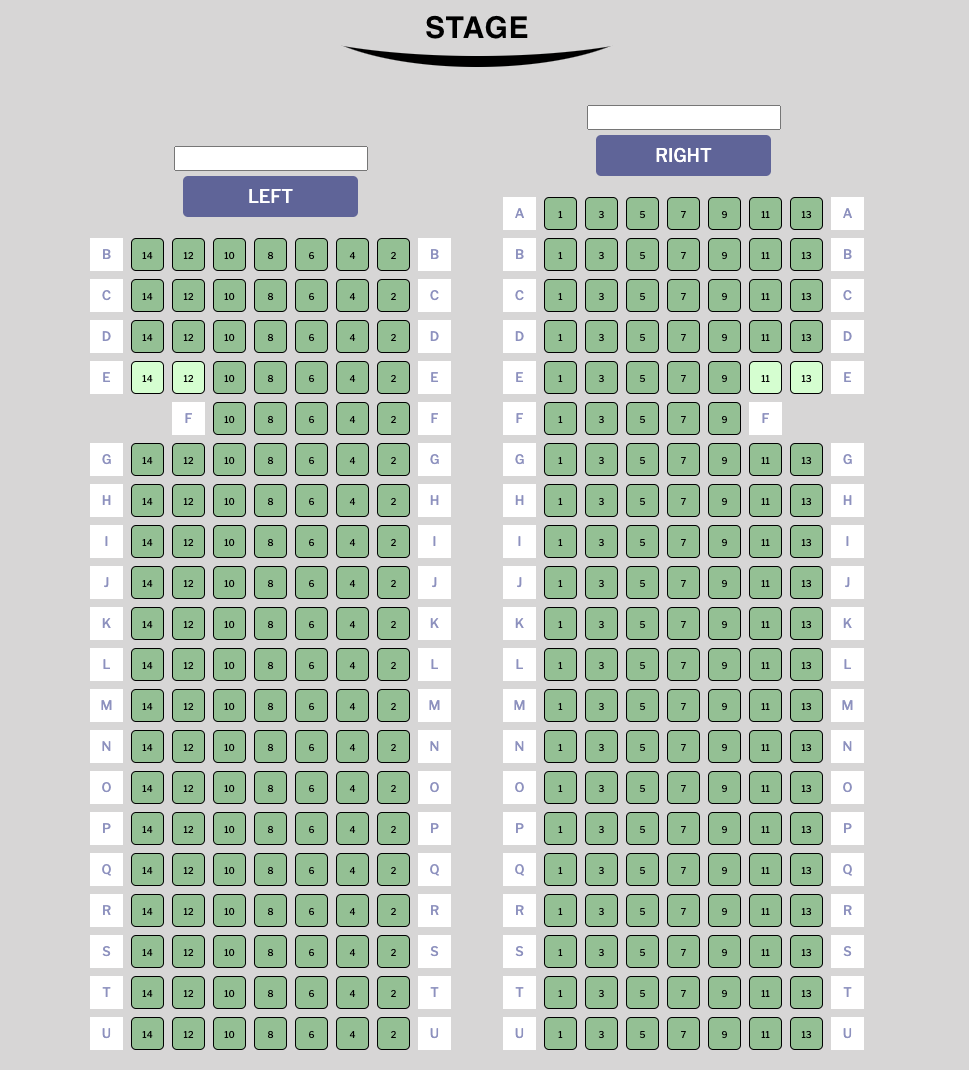 STAGE
RIGHT
LEFT
A 1 3 5 7 9 11 13 A
B 14 12 10 8 6 4 2 B B 1 3 5 7 9 11 13 B
C 14 12 10 8 6 4 2 C C 1 3 5 7 9 11 13 C
D 14 12 10 8 6 4 2 D D 1 3 5 7 9 11 13 D
E 14 12 10 8 6 4 2 E E 1 3 5 7 9 11 13 E
F 10 8 6 4 2 F F 1 3 5 7 9 F
G 14 12 10 8 6 4 2 G G 1 3 5 7 9 11 13 G
H 14 12 10 8 6 4 2 H H 1 3 5 7 9 11 13 H
I 14 12 10 8 6 4 2 I I 1 3 5 7 9 11 13 I
J 14 12 10 8 6 4 2 J J 1 3 5 7 9 11 13 J
K 14 12 10 8 6 4 2 K K 1 3 5 7 9 11 13 K
L 14 12 10 8 6 4 2 L L 1 3 5 7 9 11 13 L
M 14 12 10 8 6 4 2 M M 1 3 5 7 9 11 13 M
N 14 12 10 8 6 4 2 N N 1 3 5 7 9 11 13 N
O 14 12 10 8 6 4 2 O O 1 3 5 7 9 11 13 O
P 14 12 10 8 6 4 2 P P 1 3 5 7 9 11 13 P
Q 14 12 10 8 6 4 2 Q Q 1 3 5 7 9 11 13 Q
R 14 12 10 8 6 4 2 R R 1 3 5 7 9 11 13 R
S 14 12 10 8 6 4 2 S S 1 3 5 7 9 11 13 S
T 14 12 10 8 6 4 2 T T 1 3 5 7 9 11 13 T
U 14 12 10 8 6 4 2 U U 1 3 5 7 9 11 13 U